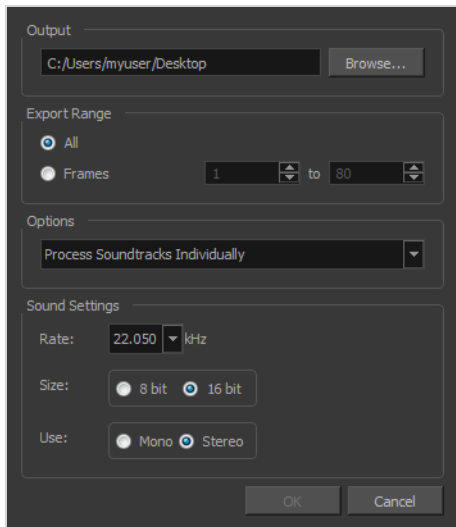 Output
C:/Users/myuser/Desktop Browse...
Export Range
All
Frames 1 to 80
Options
Process Soundtracks Individually
Sound Settings
Rate: 22.050 kHz
Size: 8 bit 16 bit
Use: Mono Stereo
OK Cancel